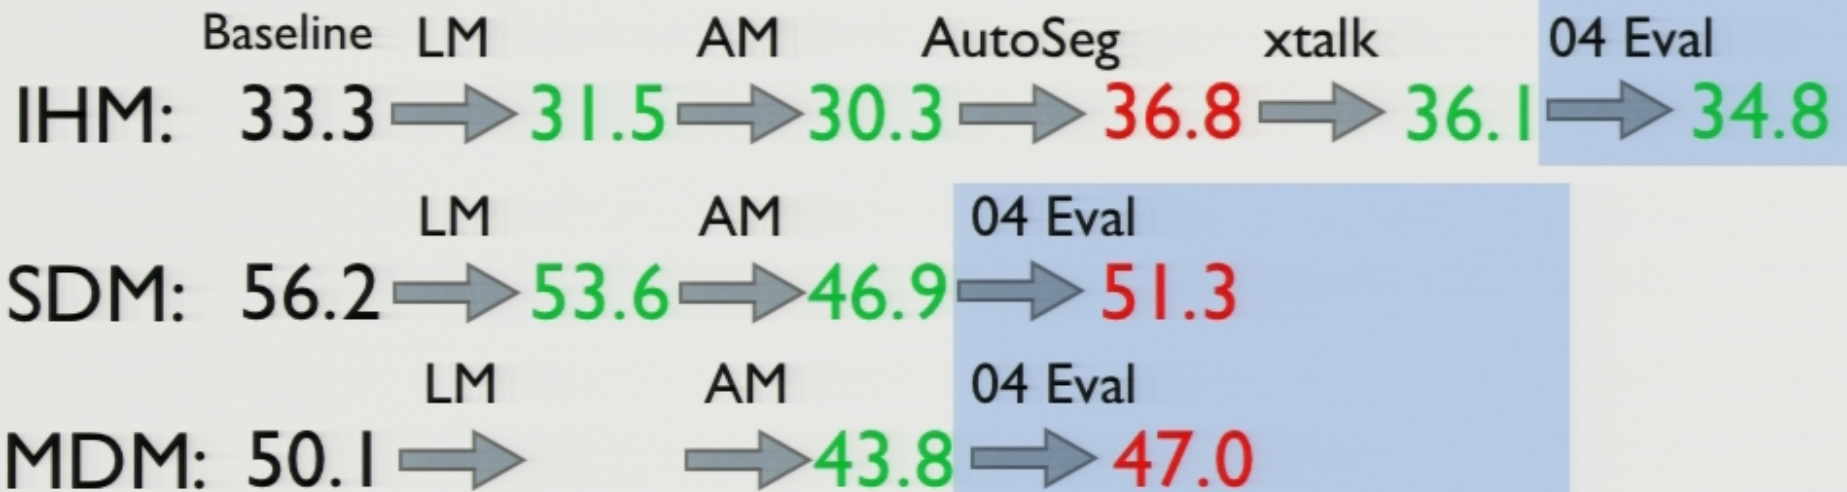 Baseline LM AM AutoSeg xtalk 04 Eval
IHM: 33.3 31.5 30.3 36.8 36.1 34.8
LM AM 04 Eval
SDM: 56.2 53.6 46.9 51.3
LM AM 04 Eval
MDM: 50.1 43.8 47.0